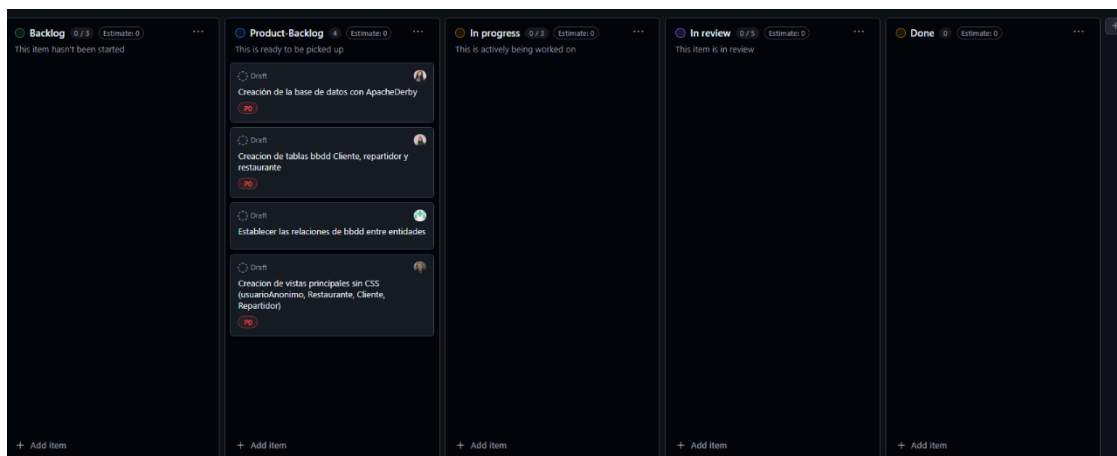 Backlog 0 / 3 Estimate: 0 ...
This item hasn't been started
+ Add item
Product-Backlog 4 Estimate: 0 ...
This is ready to be picked up
Draft
Creación de la base de datos con ApacheDerby
P0
Draft
Creacion de tablas bbdd Cliente, repartidor y
restaurante
P0
Draft
Establecer las relaciones de bbdd entre entidades
Draft
Creacion de vistas principales sin CSS
(usuarioAnonimo, Restaurante, Cliente,
Repartidor)
P0
+ Add item
In progress 0 / 3 Estimate: 0 ...
This is actively being worked on
+ Add item
In review 0 / 5 Estimate: 0 ...
This item is in review
+ Add item
Done 0 Estimate: 0 ...
+ Add item
+